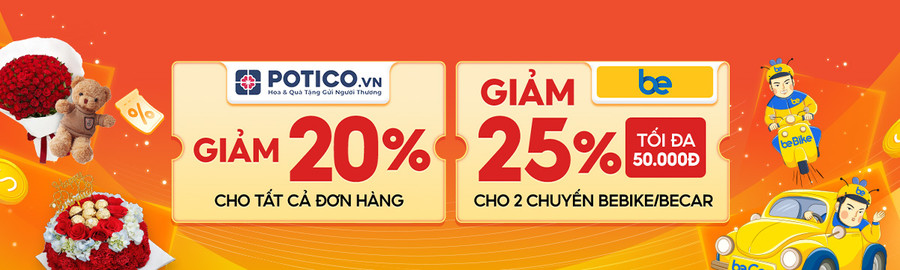 POTICO.VN
Hoa & Quà Tặng Gửi Người Thương
GIẢM 20%
CHO TẤT CẢ ĐƠN HÀNG
GIẢM
be
25%
TỐI ĐA
50.000Đ
CHO 2 CHUYẾN BEBIKE/BECAR
%
be
beBike